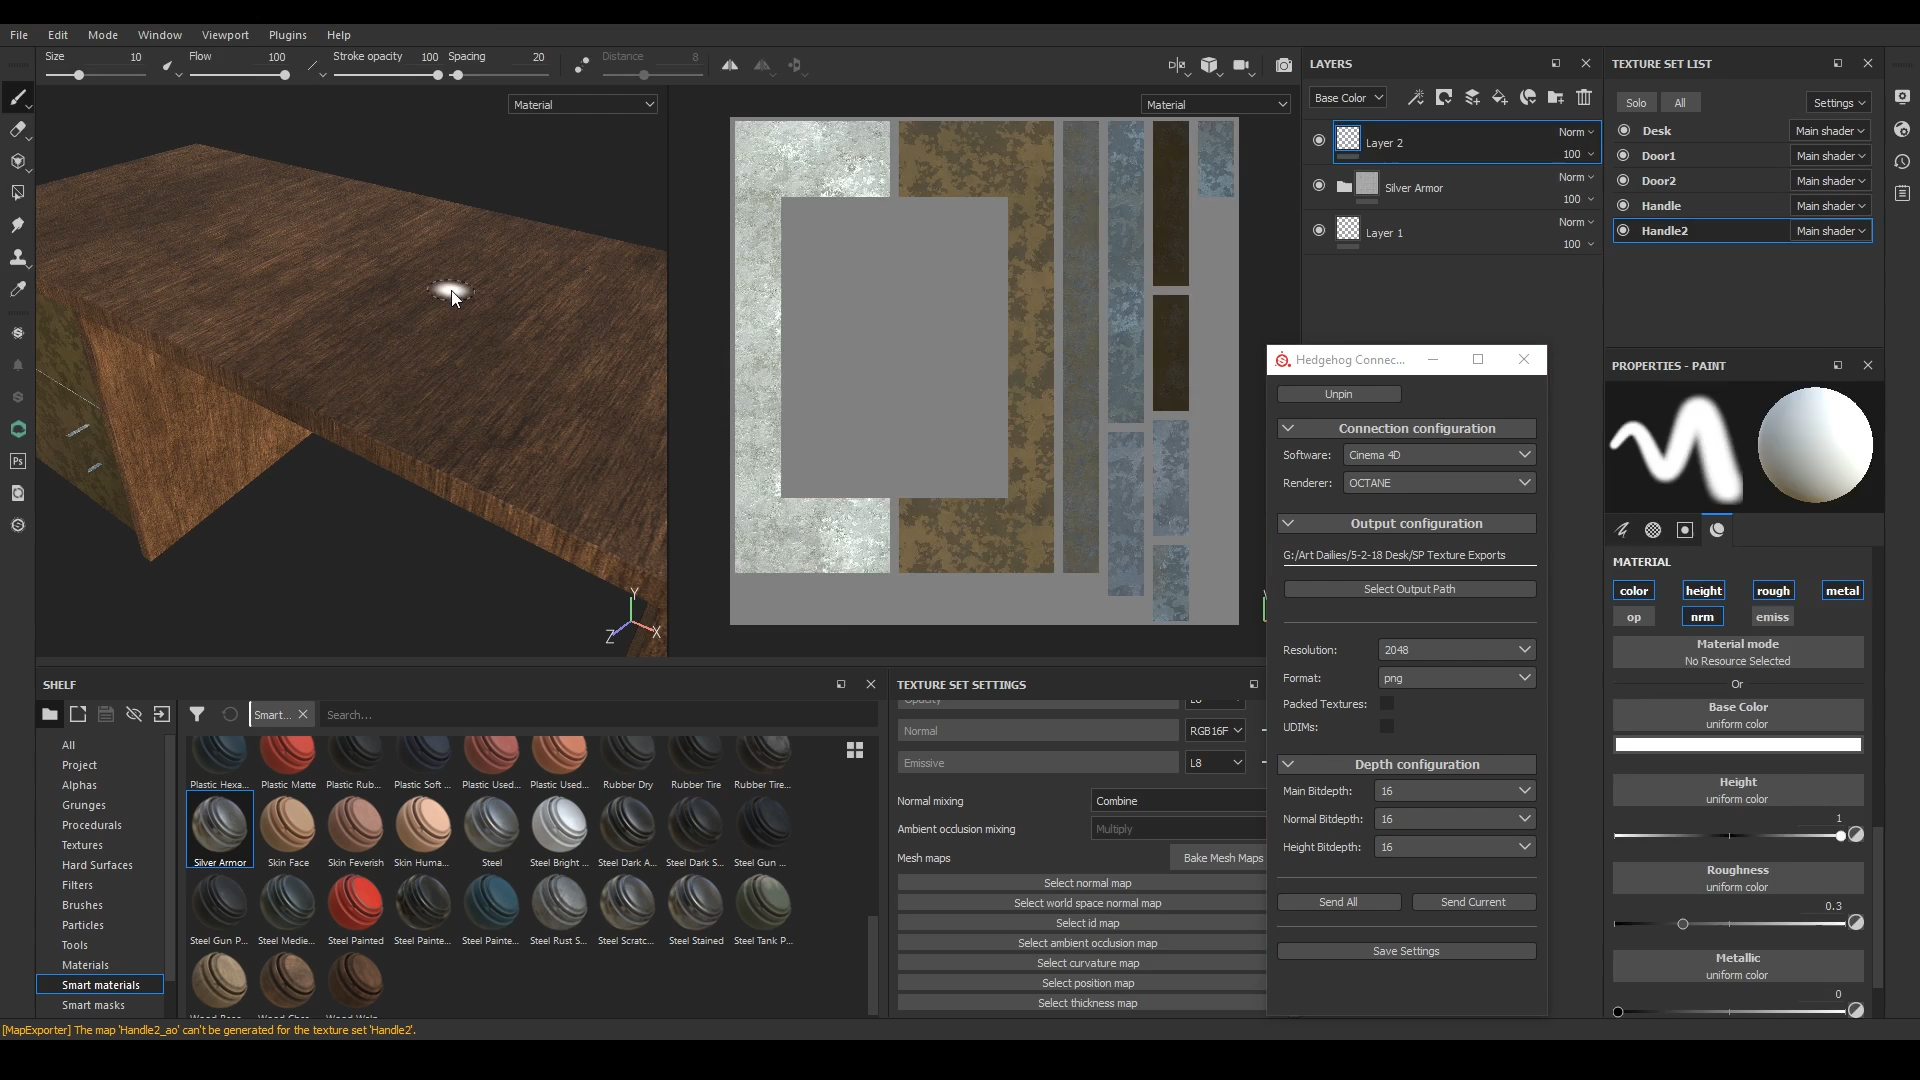 File Edit Mode Window Viewport Plugins Help
Size 10 Flow 100 Stroke opacity 100 Spacing 20 Distance 8
Material
Material
LAYERS
Base Color
Layer 2 Norm 100
Silver Armor Norm 100
Layer 1 Norm 100
TEXTURE SET LIST
Solo All Settings
Desk Main shader
Door1 Main shader
Door2 Main shader
Handle Main shader
Handle2 Main shader
Y
Z X
Hedgehog Connec...
Unpin
Connection configuration
Software: Cinema 4D
Renderer: OCTANE
Output configuration
G:/Art Dailies/5-2-18 Desk/SP Texture Exports
Select Output Path
Resolution: 2048
Format: png
Packed Textures:
UDIMs:
Depth configuration
Main Bitdepth: 16
Normal Bitdepth: 16
Height Bitdepth: 16
Send All Send Current
Save Settings
PROPERTIES - PAINT
MATERIAL
color height rough metal
op nrm emiss
Material mode
No Resource Selected
Or
Base Color
uniform color
Height
uniform color
1
Roughness
uniform color
0.3
Metallic
uniform color
0
SHELF
Smart... Search...
All
Project
Alphas
Grunges
Procedurals
Textures
Hard Surfaces
Filters
Brushes
Particles
Tools
Materials
Smart materials
Smart masks
Plastic Hexa... Plastic Matte Plastic Rub... Plastic Soft ... Plastic Used... Plastic Used... Rubber Dry Rubber Tire Rubber Tire...
Silver Armor Skin Face Skin Feverish Skin Huma... Steel Steel Bright ... Steel Dark A... Steel Dark S... Steel Gun ...
Steel Gun P... Steel Medie... Steel Painted Steel Painte... Steel Painte... Steel Rust S... Steel Scratc... Steel Stained Steel Tank P...
TEXTURE SET SETTINGS
Opacity L8
Normal RGB16F
Emissive L8
Normal mixing Combine
Ambient occlusion mixing Multiply
Mesh maps Bake Mesh Maps
Select normal map
Select world space normal map
Select id map
Select ambient occlusion map
Select curvature map
Select position map
Select thickness map
Ps
[MapExporter] The map 'Handle2_ao' can't be generated for the texture set 'Handle2'.